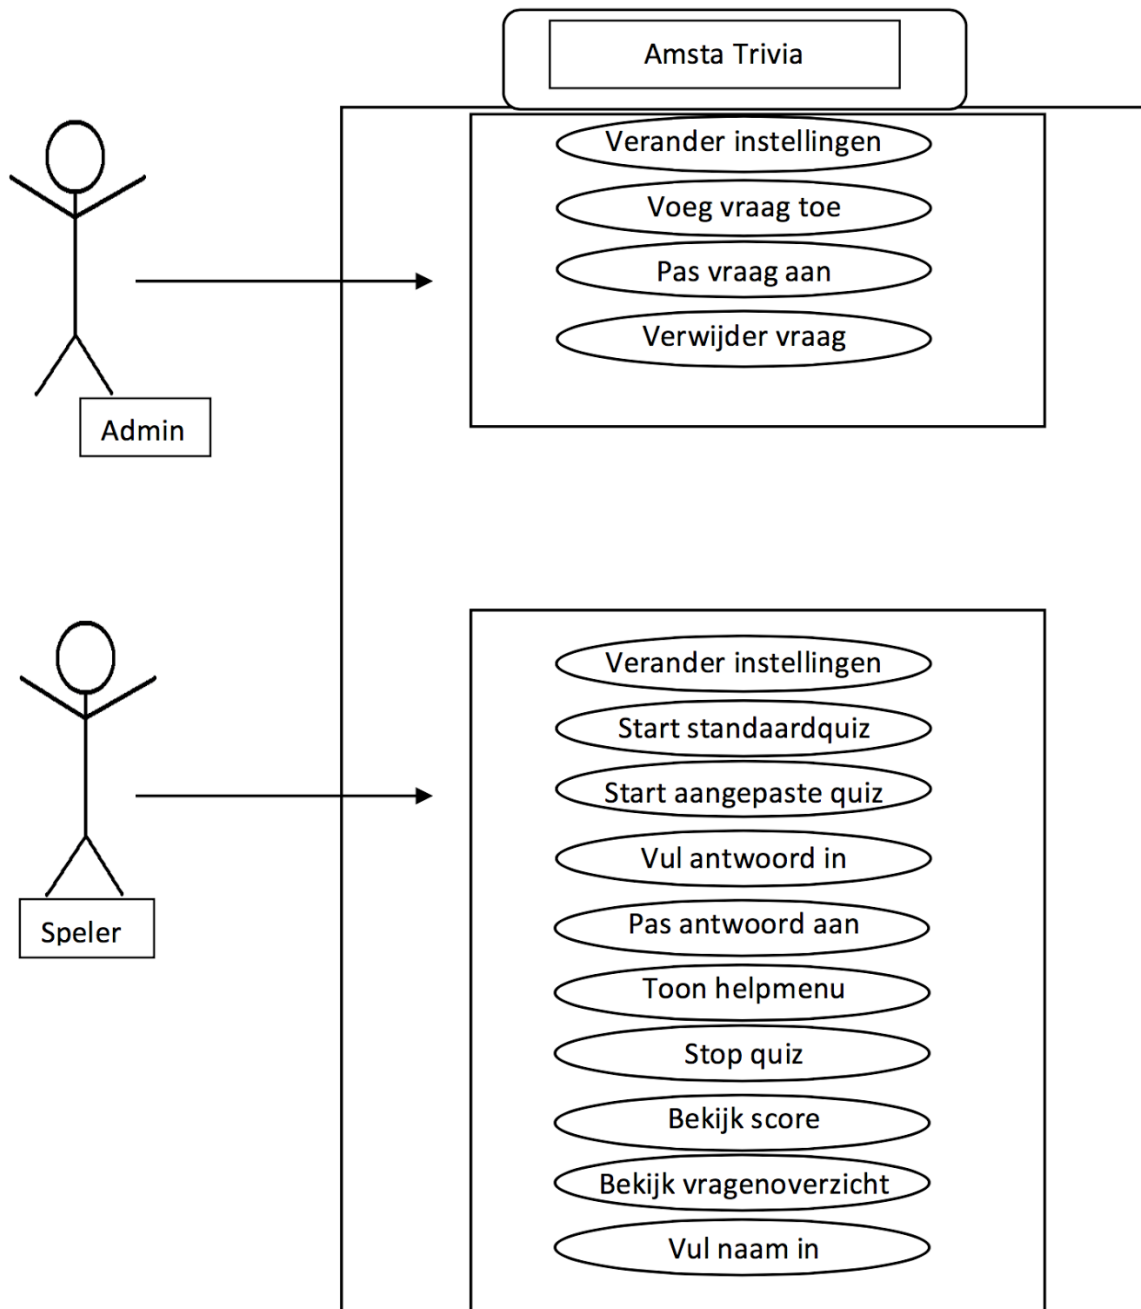 Amsta Trivia
Verander instellingen
Voeg vraag toe
Pas vraag aan
Verwijder vraag
Admin
Verander instellingen
Start standaardquiz
Start aangepaste quiz
Vul antwoord in
Pas antwoord aan
Toon helpmenu
Stop quiz
Bekijk score
Bekijk vragenoverzicht
Vul naam in
Speler